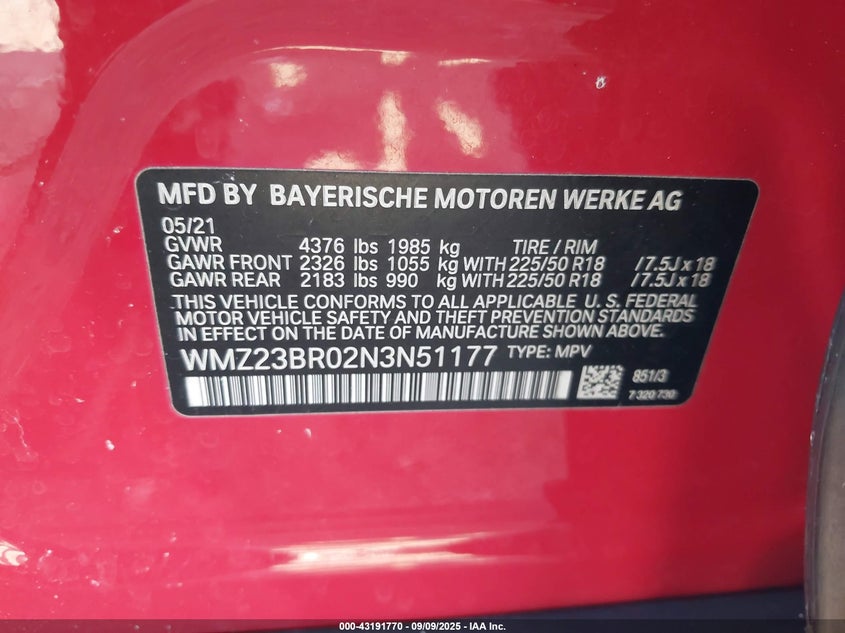 MFD BY BAYERISCHE MOTOREN WERKE AG
05/21
GVWR 4376 lbs 1985 kg TIRE / RIM
GAWR FRONT 2326 lbs 1055 kg WITH 225/50 R18 /7.5J x 18
GAWR REAR 2183 lbs 990 kg WITH 225/50 R18 /7.5J x 18
THIS VEHICLE CONFORMS TO ALL APPLICABLE U. S. FEDERAL
MOTOR VEHICLE SAFETY AND THEFT PREVENTION STANDARDS
IN EFFECT ON THE DATE OF MANUFACTURE SHOWN ABOVE.
WMZ23BR02N3N51177 TYPE: MPV
851/3
7 320 730
000-43191770 - 09/09/2025 - IAA Inc.